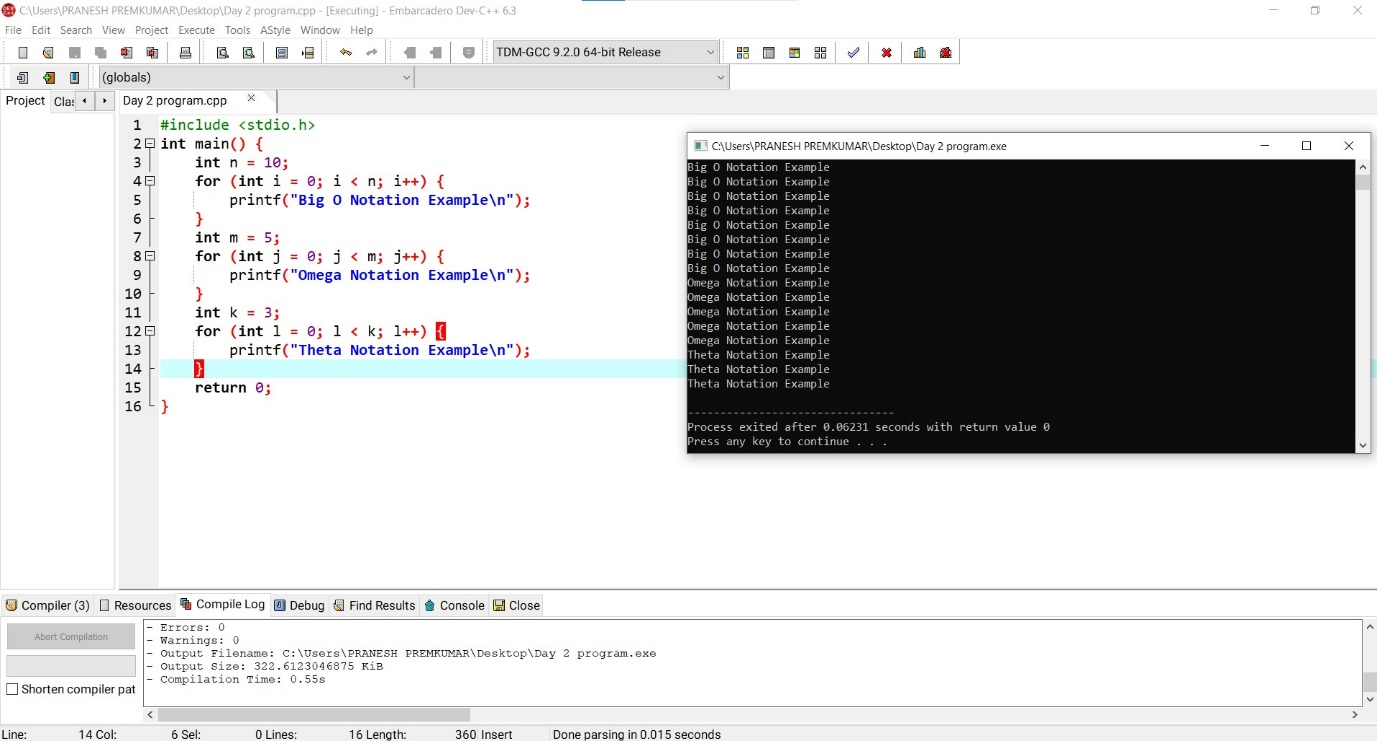 C:\Users\PRANESH PREMKUMAR\Desktop\Day 2 program.cpp - [Executing] - Embarcadero Dev-C++ 6.3
File Edit Search View Project Execute Tools AStyle Window Help
TDM-GCC 9.2.0 64-bit Release
(globals)
Project Clas Day 2 program.cpp
1 #include <stdio.h>
2 int main() {
3 int n = 10;
4 for (int i = 0; i < n; i++) {
5 printf("Big O Notation Example\n");
6 }
7 int m = 5;
8 for (int j = 0; j < m; j++) {
9 printf("Omega Notation Example\n");
10 }
11 int k = 3;
12 for (int l = 0; l < k; l++) {
13 printf("Theta Notation Example\n");
14 }
15 return 0;
16 }
C:\Users\PRANESH PREMKUMAR\Desktop\Day 2 program.exe
Big O Notation Example
Big O Notation Example
Big O Notation Example
Big O Notation Example
Big O Notation Example
Big O Notation Example
Big O Notation Example
Big O Notation Example
Omega Notation Example
Omega Notation Example
Omega Notation Example
Omega Notation Example
Omega Notation Example
Theta Notation Example
Theta Notation Example
Theta Notation Example
--------------------------------
Process exited after 0.06231 seconds with return value 0
Press any key to continue . . .
Compiler (3) Resources Compile Log Debug Find Results Console Close
Abort Compilation
Shorten compiler pat
- Errors: 0
- Warnings: 0
- Output Filename: C:\Users\PRANESH PREMKUMAR\Desktop\Day 2 program.exe
- Output Size: 322.6123046875 KiB
- Compilation Time: 0.55s
Line: 14 Col: 6 Sel: 0 Lines: 16 Length: 360 Insert Done parsing in 0.015 seconds